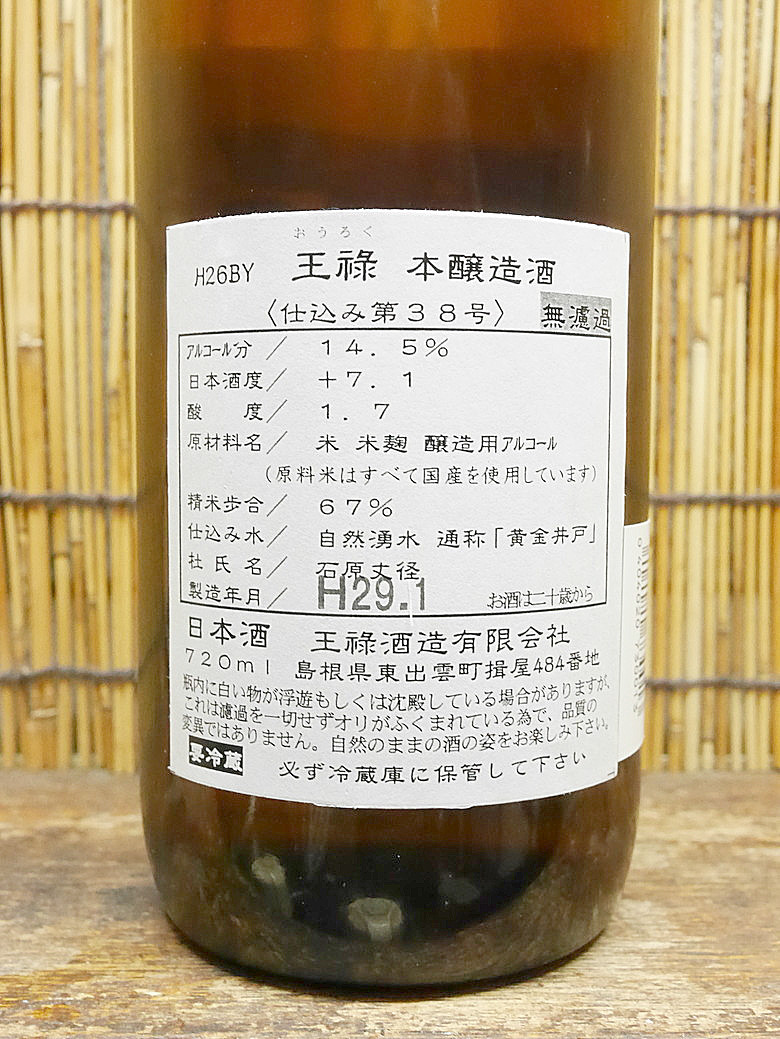 おうろく
H26BY 王祿 本醸造酒
〈仕込み第38号〉 無濾過
アルコール分／ 14.5%
日本酒度／ +7.1
酸 度／ 1.7
原材料名／ 米 米麹 醸造用アルコール
(原料米はすべて国産を使用しています)
精米歩合／ 67%
仕込み水／ 自然湧水 通称「黄金井戸」
杜氏名／ 石原丈径
製造年月／ H29.1 お酒は二十歳から
日本酒 王祿酒造有限会社
720ml 島根県東出雲町揖屋484番地
瓶内に白い物が浮遊もしくは沈殿している場合がありますが、
これは濾過を一切せずオリがふくまれている為で、品質の
変異ではありません。自然のままの酒の姿をお楽しみ下さい。
要冷蔵 必ず冷蔵庫に保管して下さい